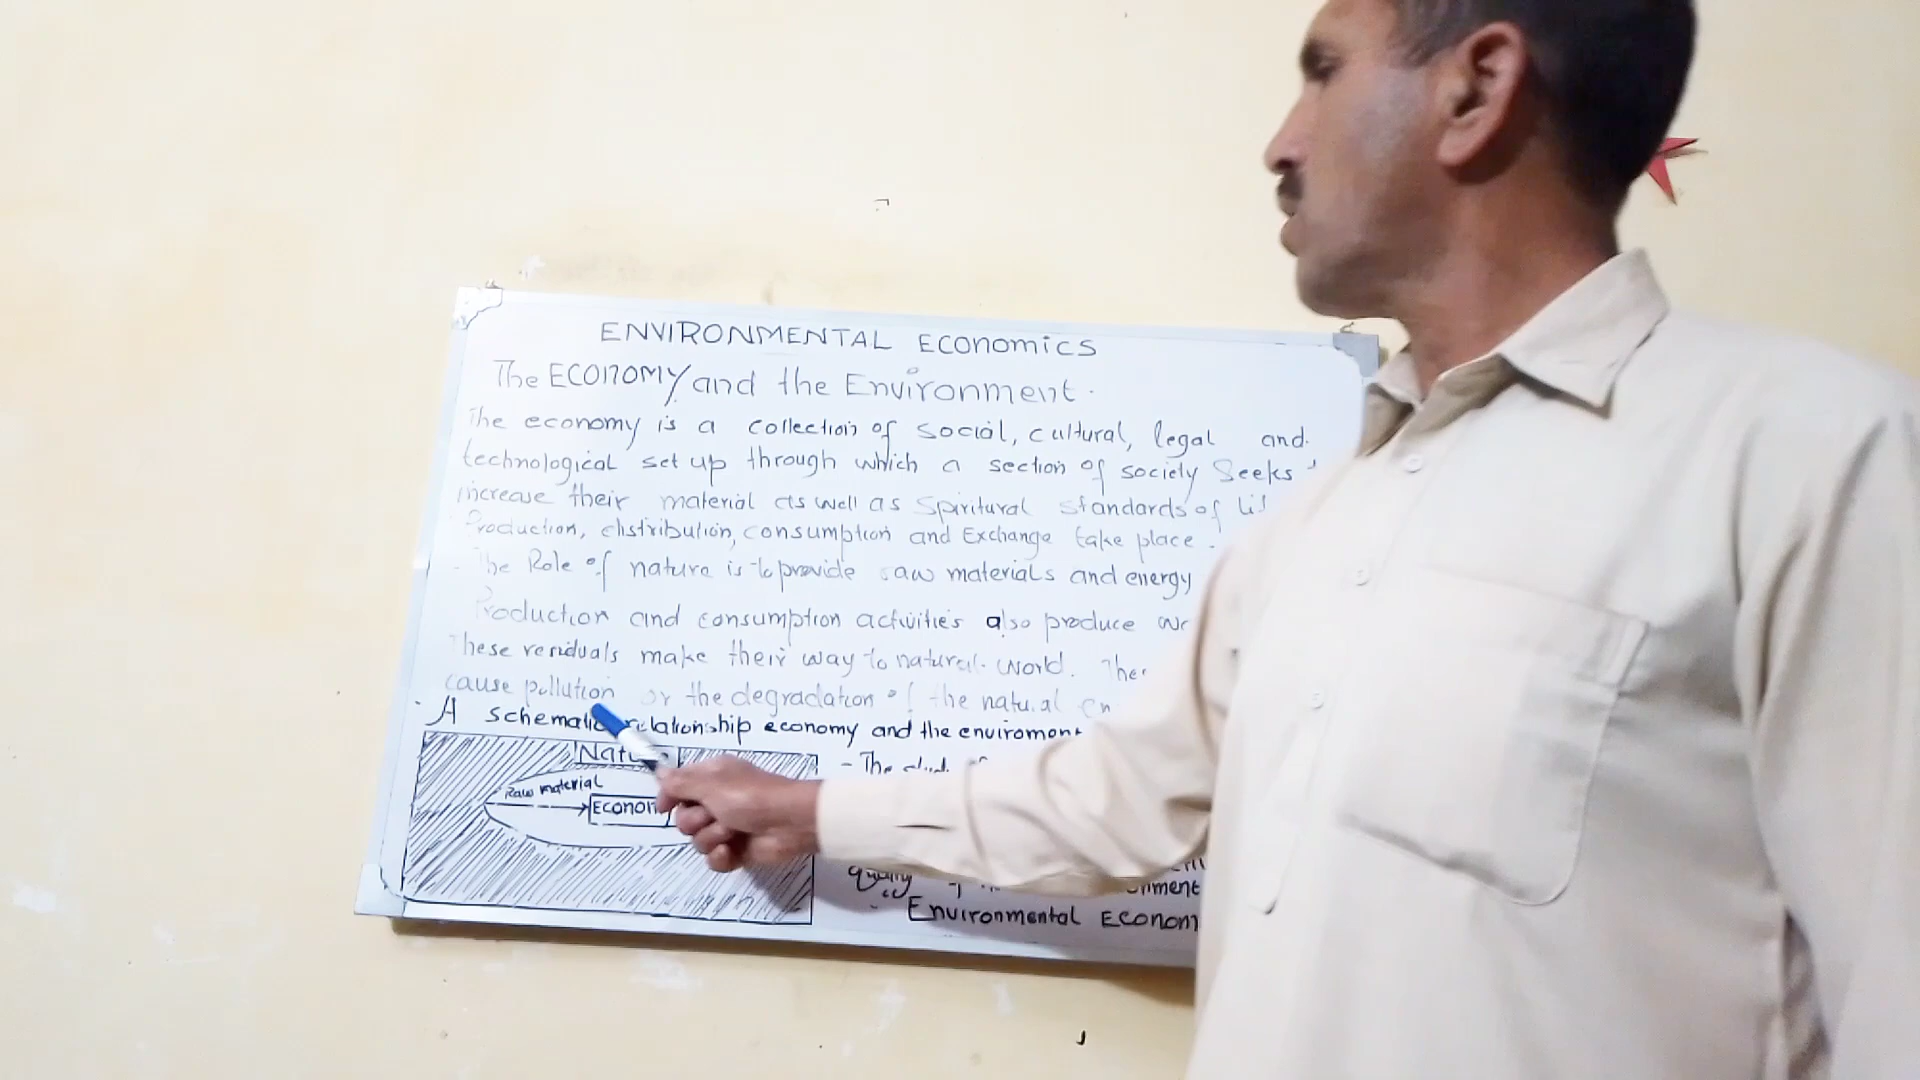 ENVIRONMENTAL ECONOMICS
The ECONOMY and the Environment.
The economy is a collection of social, cultural, legal and
technological set up through which a section of society seeks
increase their material as well as spiritural standards of
Production, distribution, consumption and Exchange take place.
- The Role of nature is to provide raw materials and energy
Production and consumption activities also produce
These residuals make their way to natural world.
cause pollution or the degradation of the natural
A schematic relationship economy and the enviroment
Nat
- The
Raw material
Econom
quality
Environmental Econom